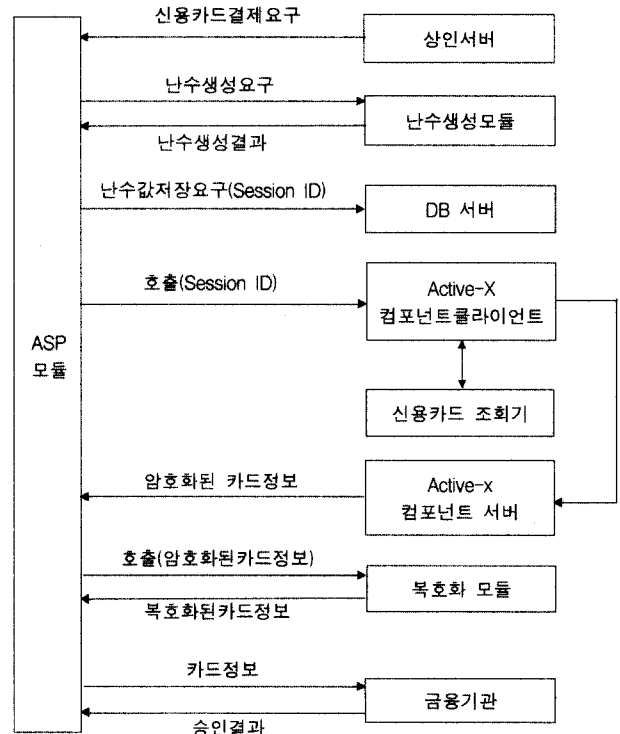 신용카드결제요구
상인서버
난수생성요구
난수생성모듈
난수생성결과
난수값저장요구(Session ID)
DB 서버
호출(Session ID)
Active-X
컴포넌트클라이언트
ASP
모듈
신용카드 조회기
암호화된 카드정보
Active-x
컴포넌트 서버
호출(암호화된카드정보)
복호화 모듈
복호화된카드정보
카드정보
금융기관
승인결과